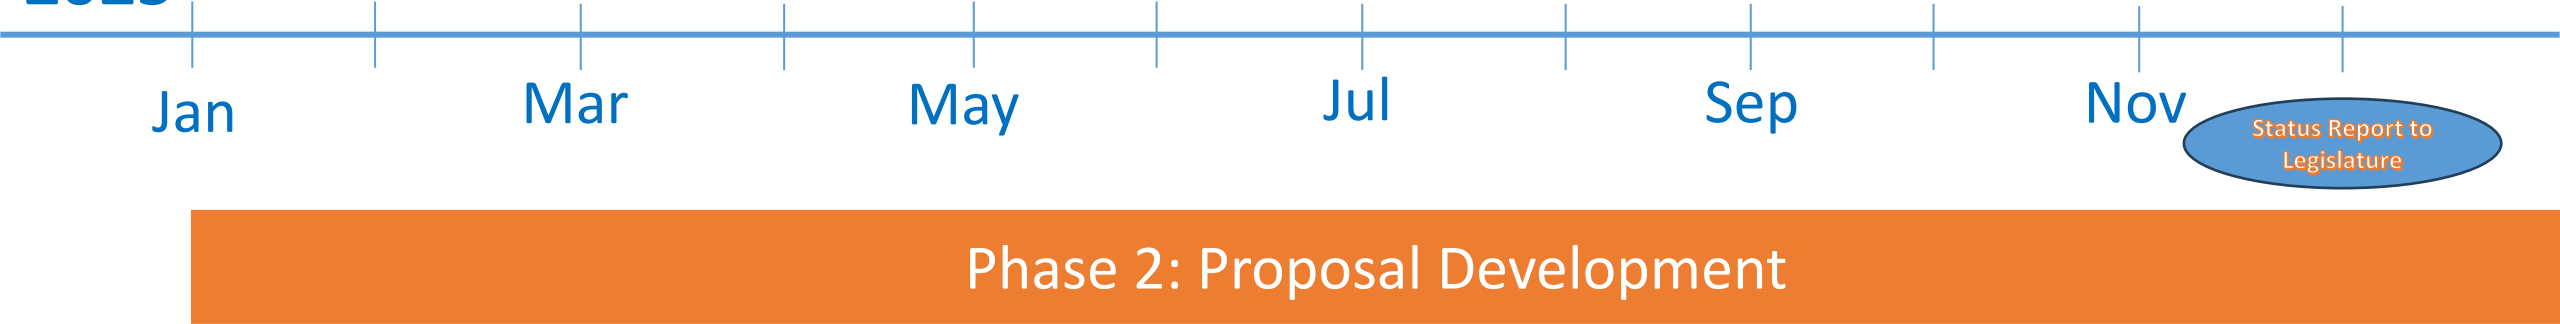 Jan Mar May Jul Sep Nov
Status Report to
Legislature
Phase 2: Proposal Development